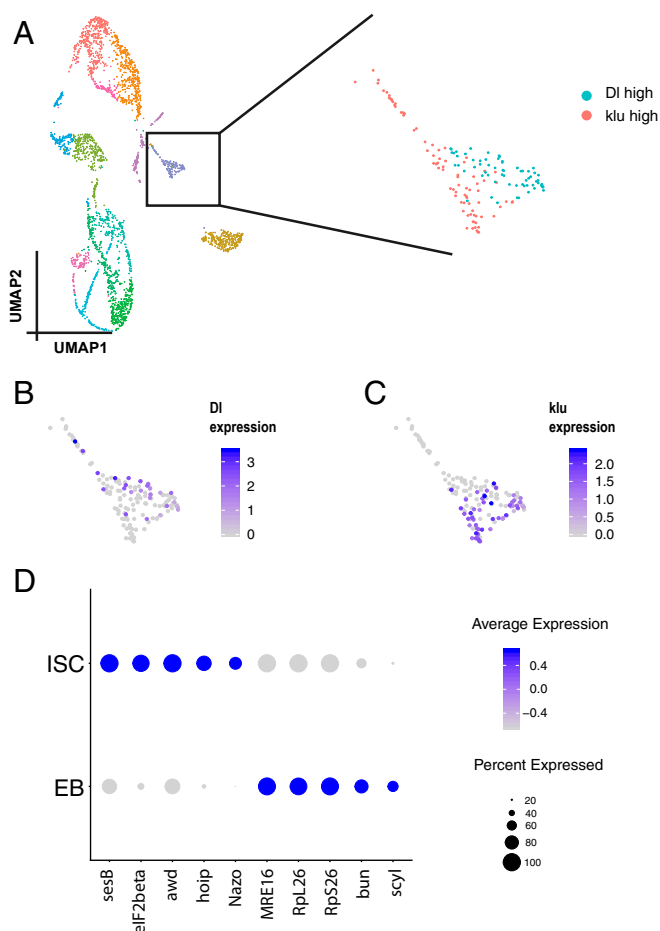 A
Dl high
klu high
UMAP2
UMAP1
B
Dl
expression
3
2
1
0
C
klu
expression
2.0
1.5
1.0
0.5
0.0
D
ISC
EB
sesB
eIF2beta
awd
hoip
Nazo
MRE16
RpL26
RpS26
bun
scyl
Average Expression
0.4
0.0
−0.4
Percent Expressed
20
40
60
80
100